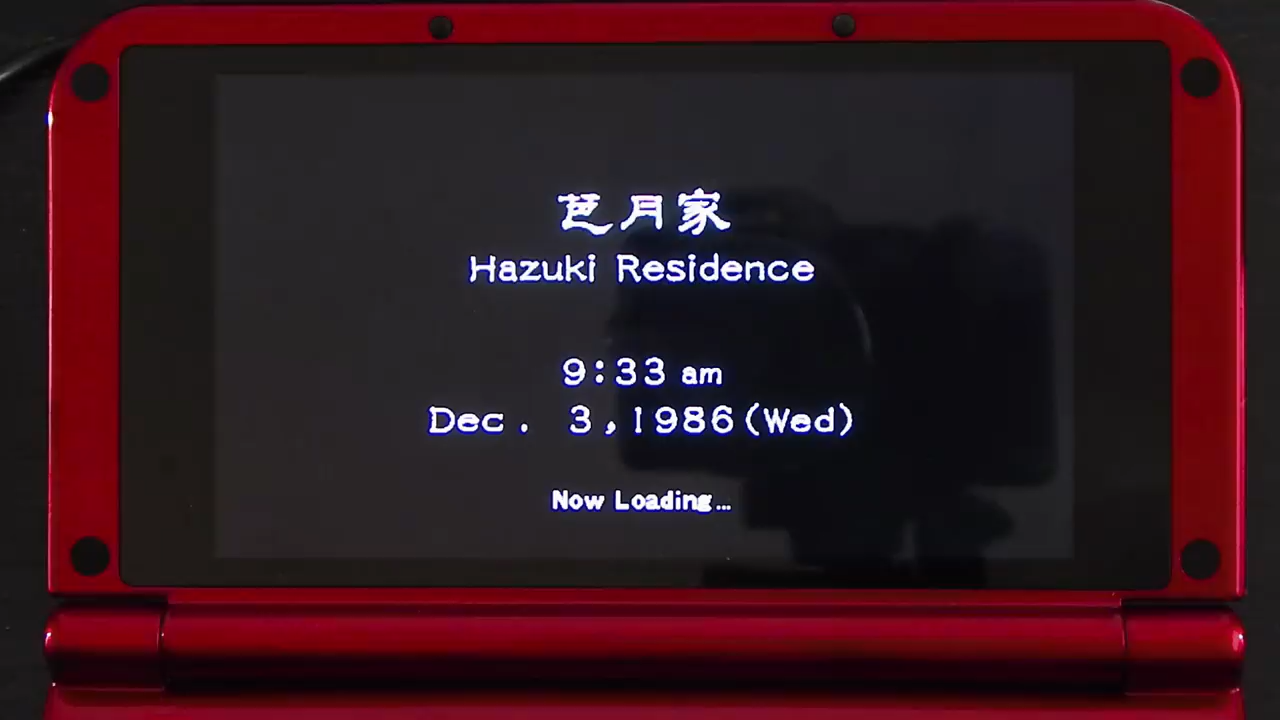 芭月家
Hazuki Residence
9:33 am
Dec. 3,1986(Wed)
Now Loading...